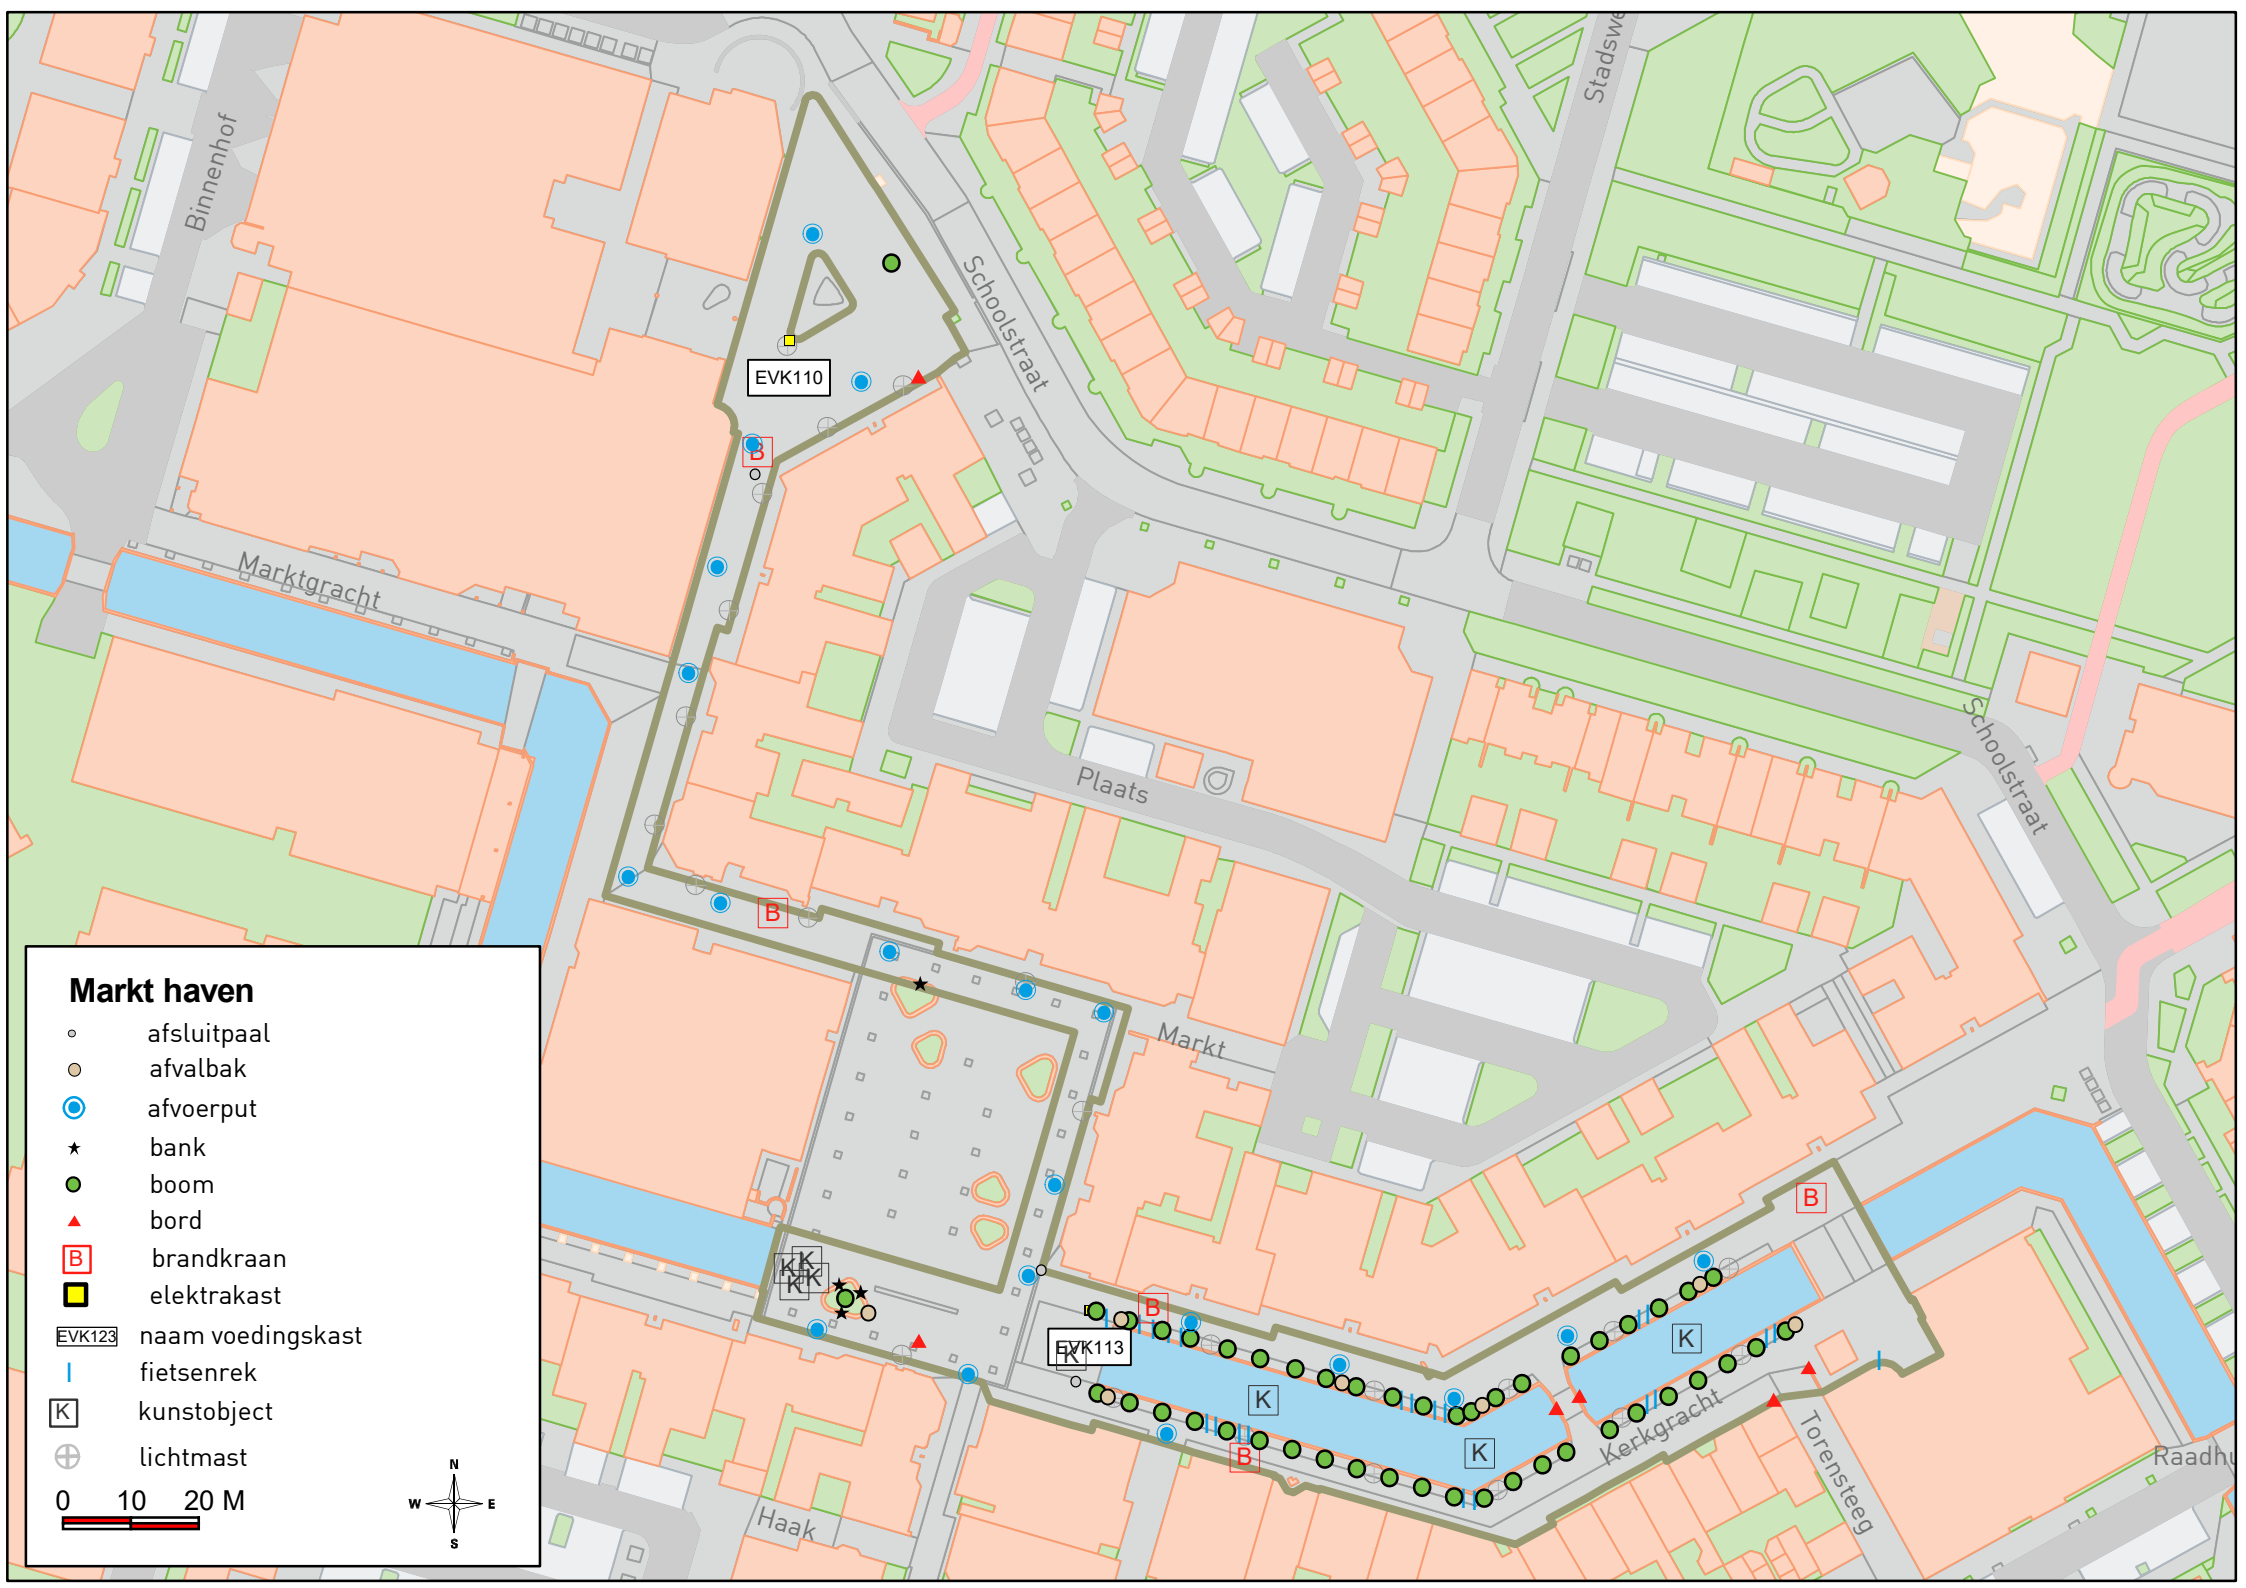 Stadswe
Binnenhof
Schoolstraat
EVK110
B
Marktgracht
Plaats
Schoolstraat
B
Markt
B
K
K
K
K
K
B
EVK113
K
K
K
K
B
Kerkgracht
Torensteeg
Raadhu
Haak
Markt haven
afsluitpaal
afvalbak
afvoerput
bank
boom
bord
B brandkraan
elektrakast
EVK123 naam voedingskast
fietsenrek
K kunstobject
lichtmast
0 10 20 M
N
W E
S